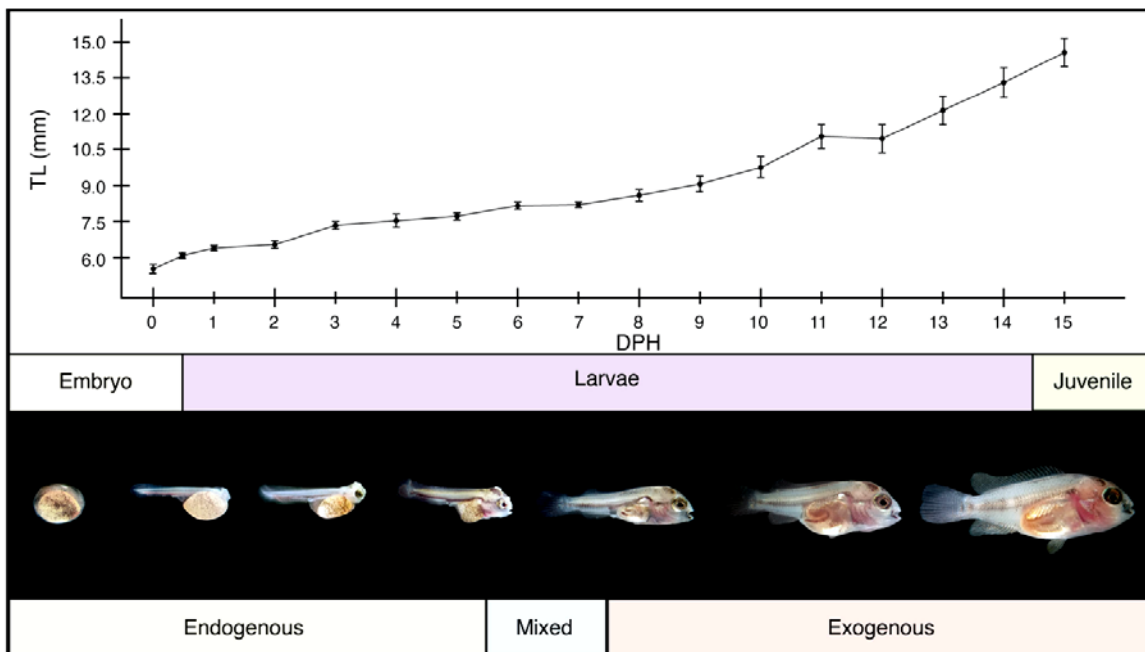 15.0
13.5
12.0
10.5
9.0
7.5
6.0
TL (mm)
0 1 2 3 4 5 6 7 8 9 10 11 12 13 14 15
DPH
Embryo Larvae Juvenile
Endogenous Mixed Exogenous